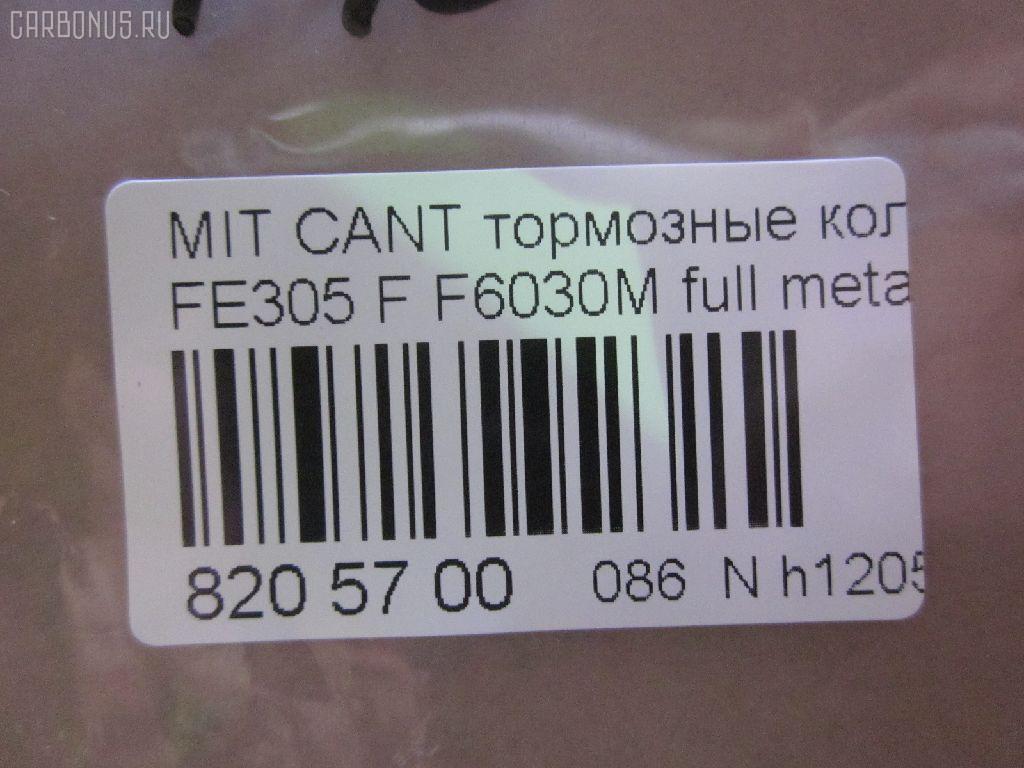 CARBONUS.RU
MIT CANT тормозные кол
FE305 F F6030M full meta
820 57 00 086 N h1205